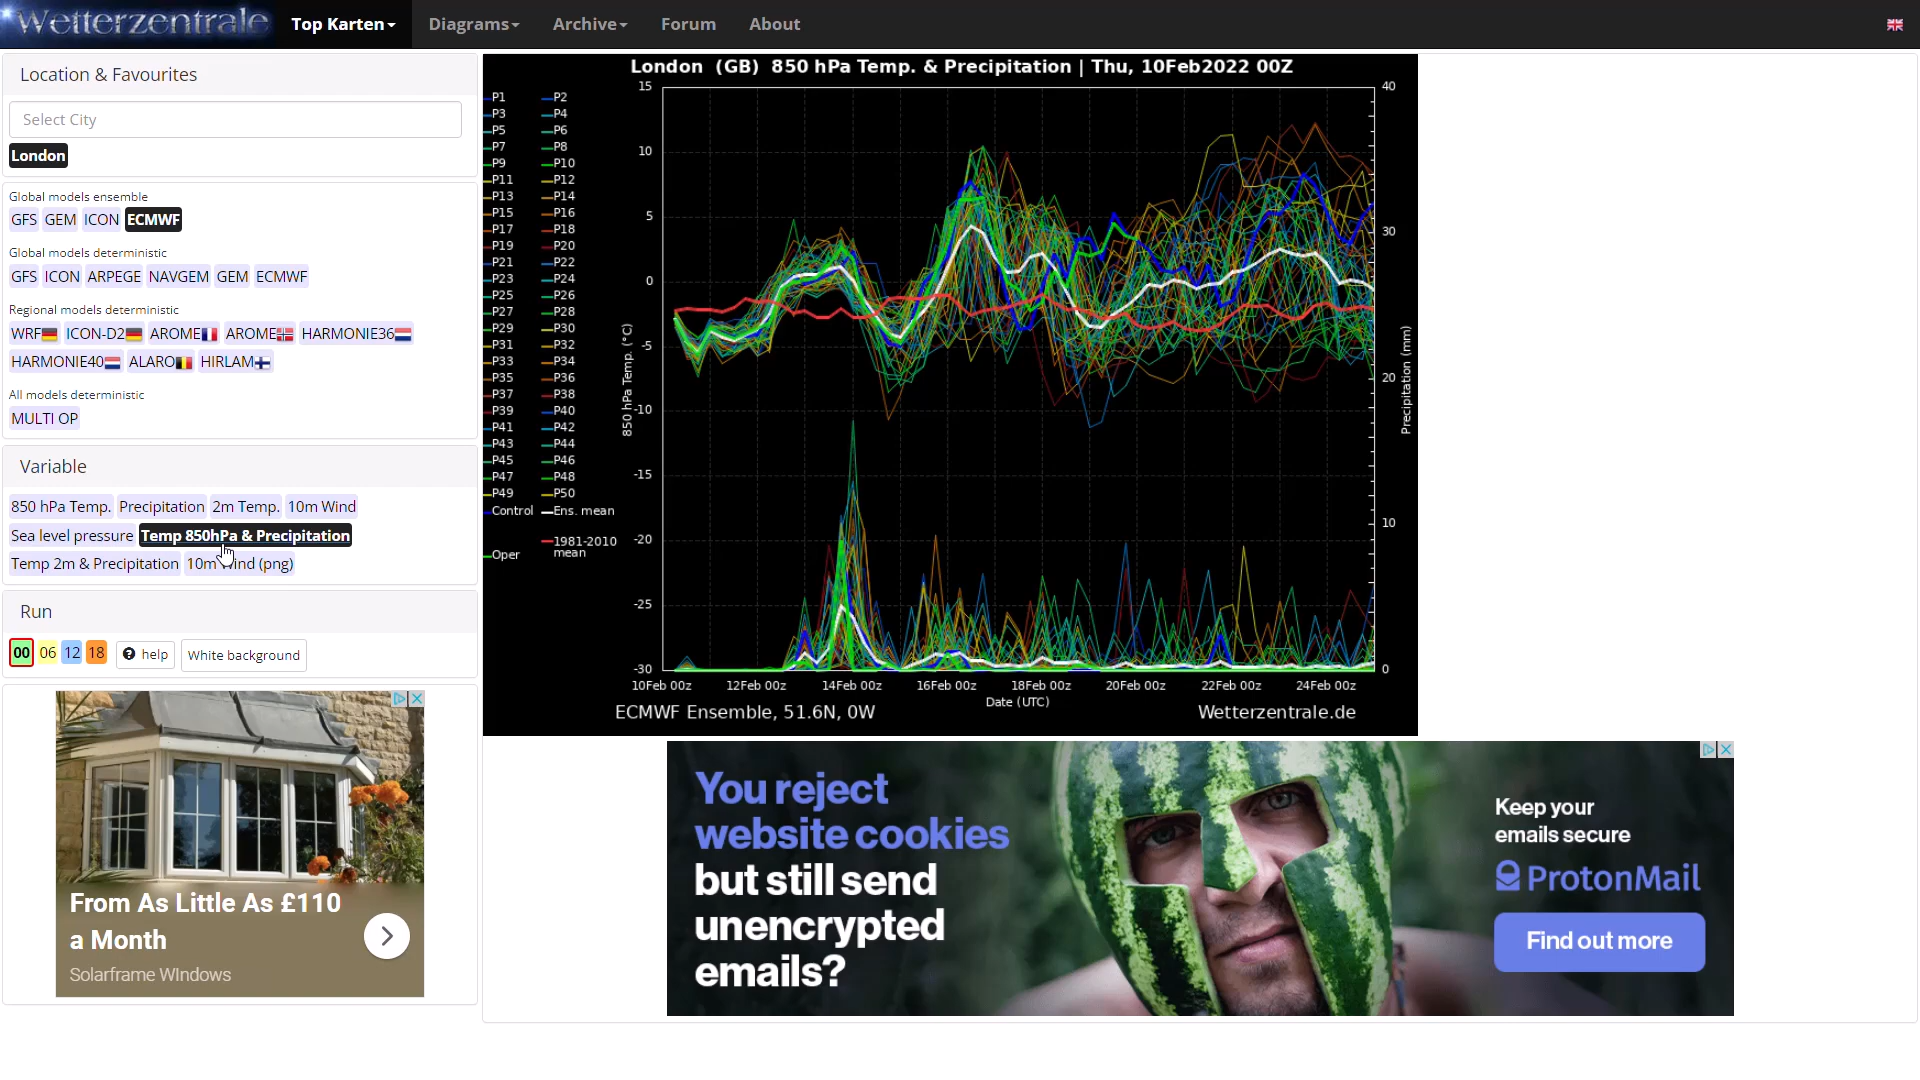 Wetterzentrale
Top Karten
Diagrams
Archive
Forum
About
Location & Favourites
Select City
London
Global models ensemble
GFS GEM ICON ECMWF
Global models deterministic
GFS ICON ARPEGE NAVGEM GEM ECMWF
Regional models deterministic
WRF ICON-D2 AROME AROME HARMONIE36
HARMONIE40 ALARO HIRLAM
All models deterministic
MULTI OP
Variable
850 hPa Temp. Precipitation 2m Temp. 10m Wind
Sea level pressure Temp 850hPa & Precipitation
Temp 2m & Precipitation 10m Wind (png)
Run
00 06 12 18 help White background
From As Little As £110
a Month
Solarframe WIndows
London (GB) 850 hPa Temp. & Precipitation | Thu, 10Feb2022 00Z
P1 P2
P3 P4
P5 P6
P7 P8
P9 P10
P11 P12
P13 P14
P15 P16
P17 P18
P19 P20
P21 P22
P23 P24
P25 P26
P27 P28
P29 P30
P31 P32
P33 P34
P35 P36
P37 P38
P39 P40
P41 P42
P43 P44
P45 P46
P47 P48
P49 P50
Control Ens. mean
Oper 1981-2010
mean
850 hPa Temp. (°C)
15
10
5
0
-5
-10
-15
-20
-25
-30
40
30
20
10
0
Precipitation (mm)
10Feb 00z 12Feb 00z 14Feb 00z 16Feb 00z 18Feb 00z 20Feb 00z 22Feb 00z 24Feb 00z
Date (UTC)
ECMWF Ensemble, 51.6N, 0W
Wetterzentrale.de
You reject
website cookies
but still send
unencrypted
emails?
Keep your
emails secure
ProtonMail
Find out more